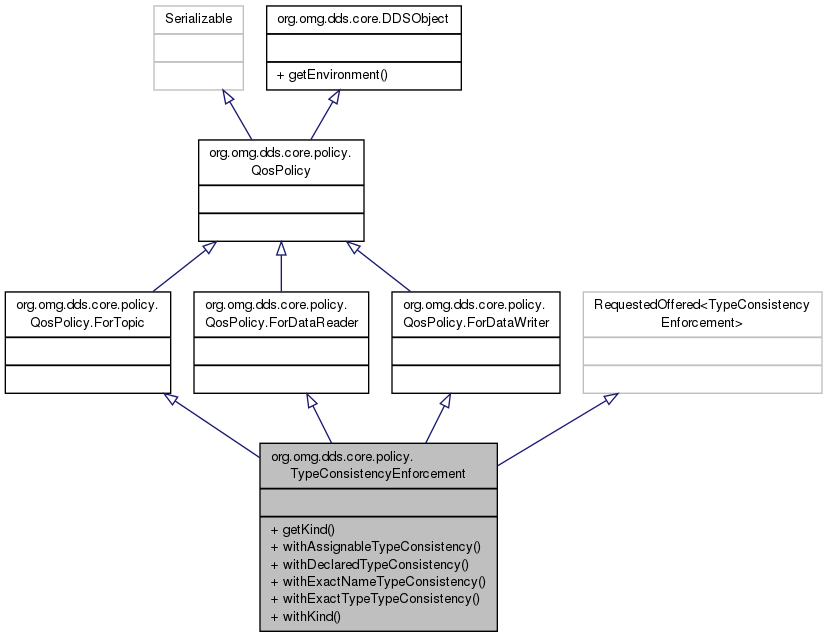 Serializable
org.omg.dds.core.DDSObject
+ getEnvironment()
org.omg.dds.core.policy.
QosPolicy
org.omg.dds.core.policy.
QosPolicy.ForTopic
org.omg.dds.core.policy.
QosPolicy.ForDataReader
org.omg.dds.core.policy.
QosPolicy.ForDataWriter
RequestedOffered<TypeConsistency
Enforcement>
org.omg.dds.core.policy.
TypeConsistencyEnforcement
+ getKind()
+ withAssignableTypeConsistency()
+ withDeclaredTypeConsistency()
+ withExactNameTypeConsistency()
+ withExactTypeTypeConsistency()
+ withKind()